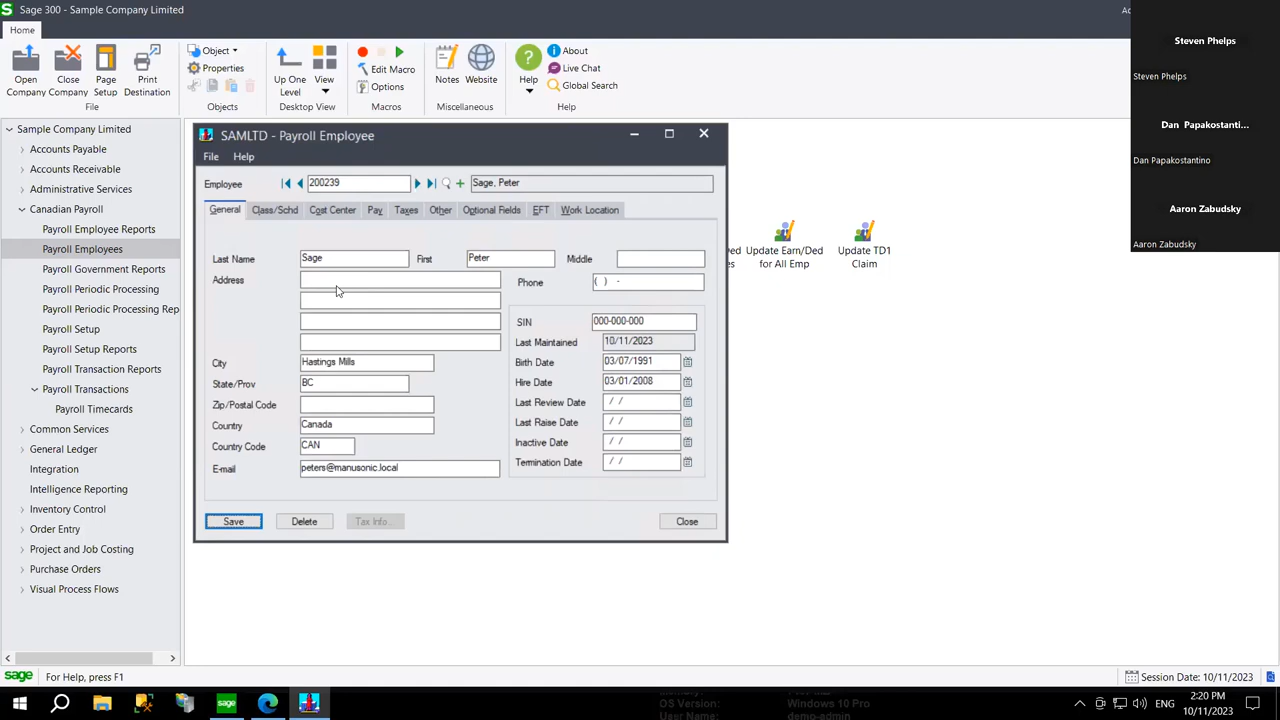 Sage 300 - Sample Company Limited
Home
Open Company
Close Company
Page Setup
Print Destination
File
Object
Properties
Objects
Up One Level
View
Desktop View
Edit Macro
Options
Macros
Notes
Website
Miscellaneous
Help
About
Live Chat
Global Search
Help
Steven Phelps
Steven Phelps
Dan Papakostanti...
Dan Papakostantino
Aaron Zabudsky
Aaron Zabudsky
Sample Company Limited
Accounts Payable
Accounts Receivable
Administrative Services
Canadian Payroll
Payroll Employee Reports
Payroll Employees
Payroll Government Reports
Payroll Periodic Processing
Payroll Periodic Processing Rep
Payroll Setup
Payroll Setup Reports
Payroll Transaction Reports
Payroll Transactions
Payroll Timecards
Common Services
General Ledger
Integration
Intelligence Reporting
Inventory Control
Order Entry
Project and Job Costing
Purchase Orders
Visual Process Flows
SAMLTD - Payroll Employee
File Help
Employee 200239 Sage, Peter
General Class/Schd Cost Center Pay Taxes Other Optional Fields EFT Work Location
Last Name Sage First Peter Middle
Address
Phone ( ) -
SIN 000-000-000
Last Maintained 10/11/2023
Birth Date 03/07/1991
Hire Date 03/01/2008
Last Review Date / /
Last Raise Date / /
Inactive Date / /
Termination Date / /
City Hastings Mills
State/Prov BC
Zip/Postal Code
Country Canada
Country Code CAN
E-mail peters@manusonic.local
Save Delete Tax Info... Close
Update Earn/Ded for All Emp
Update TD1 Claim
sage For Help, press F1
Session Date: 10/11/2023
sage
ENG
2:20 PM
10/11/2023
OS Version: Windows 10 Pro
User Name: demo-admin